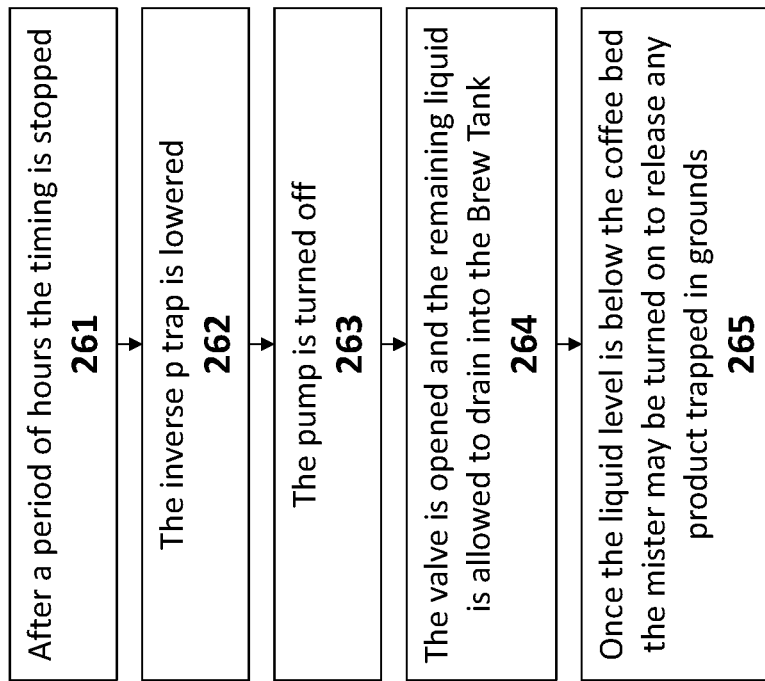 After a period of hours the timing is stopped
261
The inverse p trap is lowered
262
The pump is turned off
263
The valve is opened and the remaining liquid
is allowed to drain into the Brew Tank
264
Once the liquid level is below the coffee bed
the mister may be turned on to release any
product trapped in grounds
265